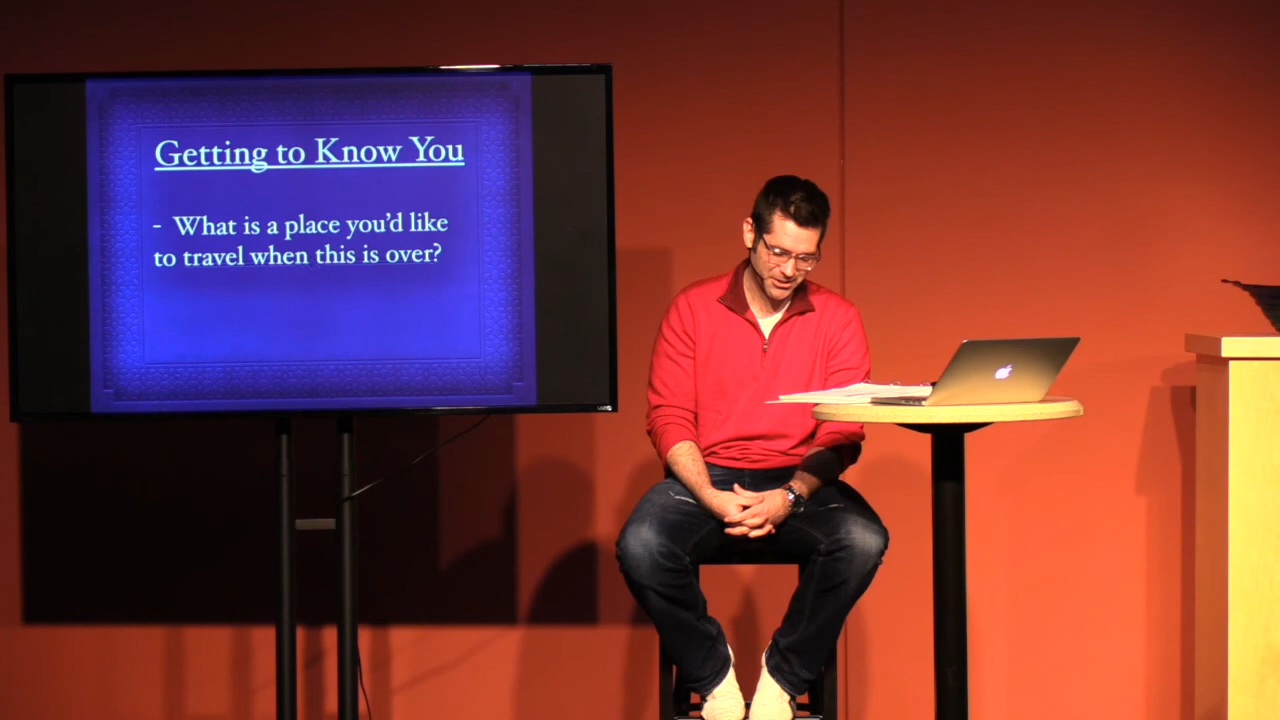 Getting to Know You
- What is a place you'd like
to travel when this is over?